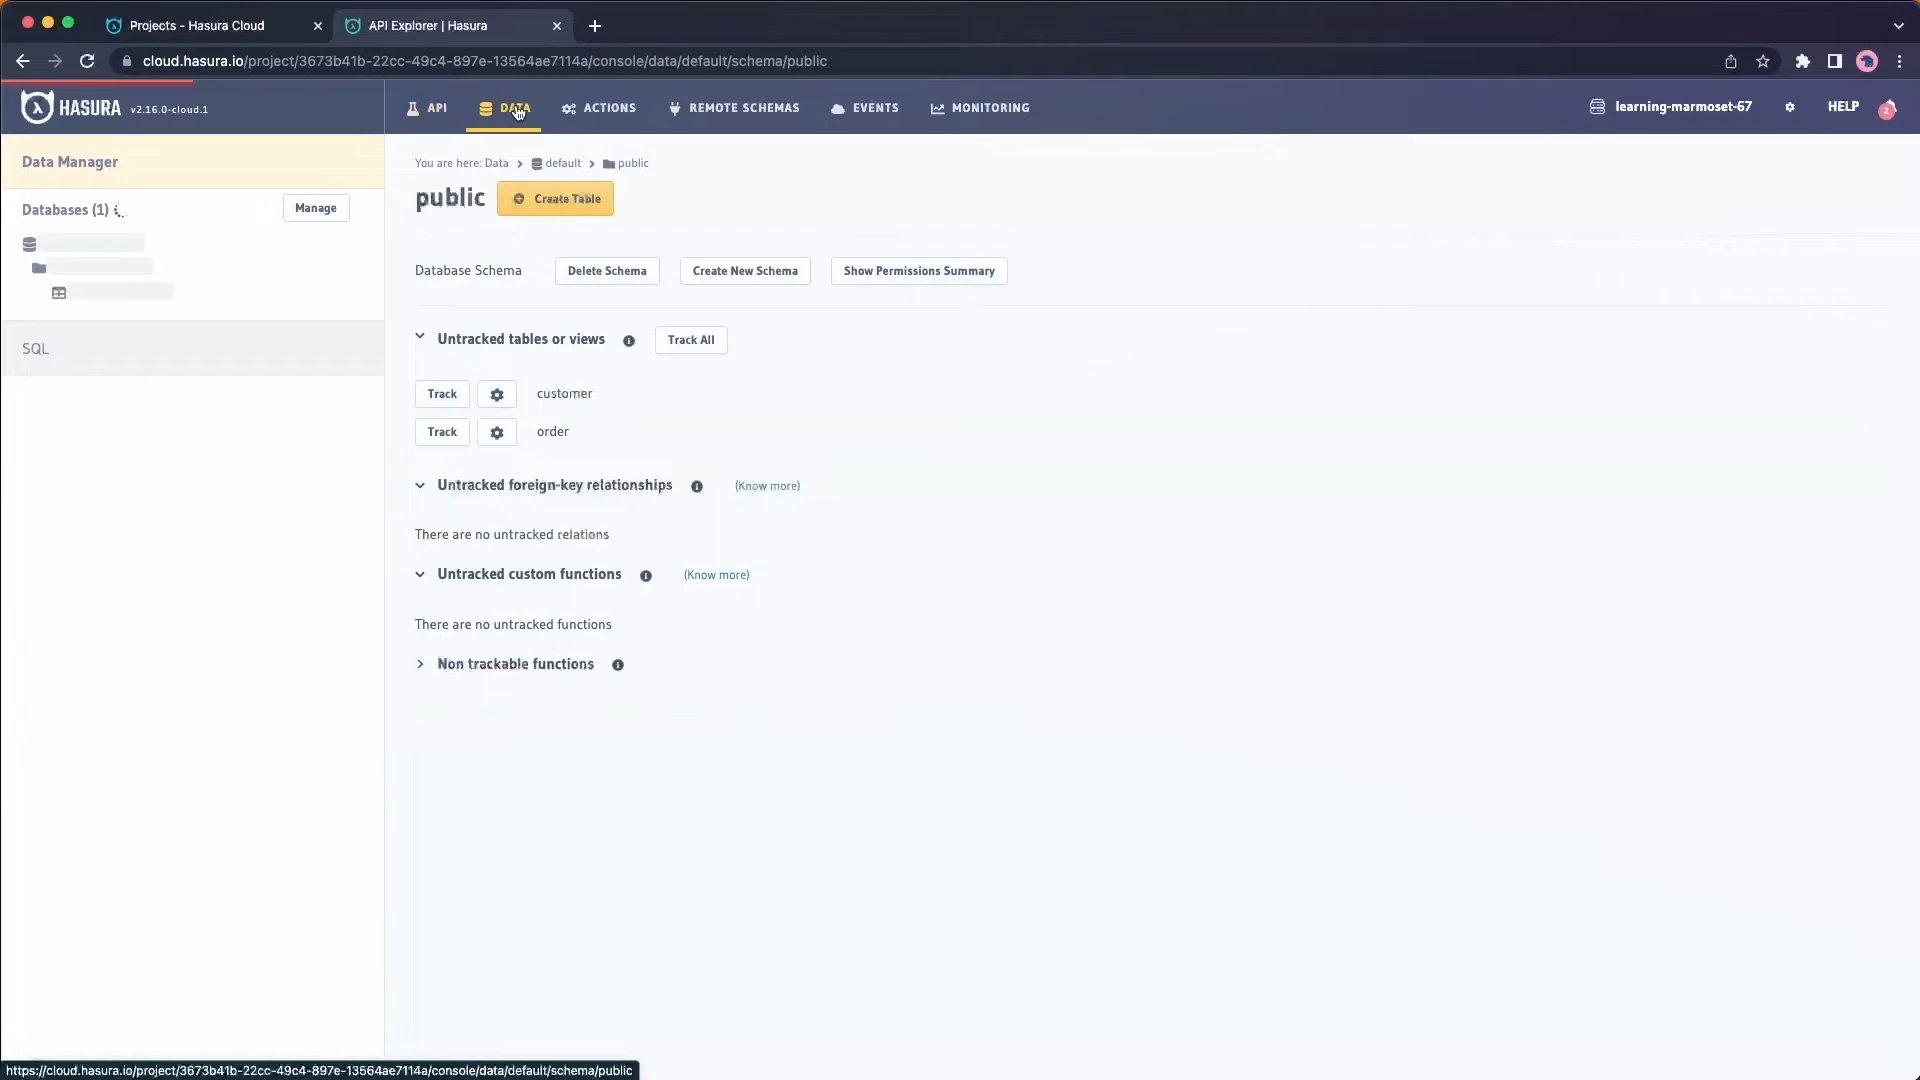 Projects - Hasura Cloud
API Explorer | Hasura
cloud.hasura.io/project/3673b41b-22cc-49c4-897e-13564ae7114a/console/data/default/schema/public
HASURA v2.16.0-cloud.1
API DATA ACTIONS REMOTE SCHEMAS EVENTS MONITORING
learning-marmoset-67 HELP 2
Data Manager
Databases (1) Manage
SQL
You are here: Data > default > public
public Create Table
Database Schema Delete Schema Create New Schema Show Permissions Summary
Untracked tables or views Track All
Track customer
Track order
Untracked foreign-key relationships (Know more)
There are no untracked relations
Untracked custom functions (Know more)
There are no untracked functions
Non trackable functions
https://cloud.hasura.io/project/3673b41b-22cc-49c4-897e-13564ae7114a/console/data/default/schema/public